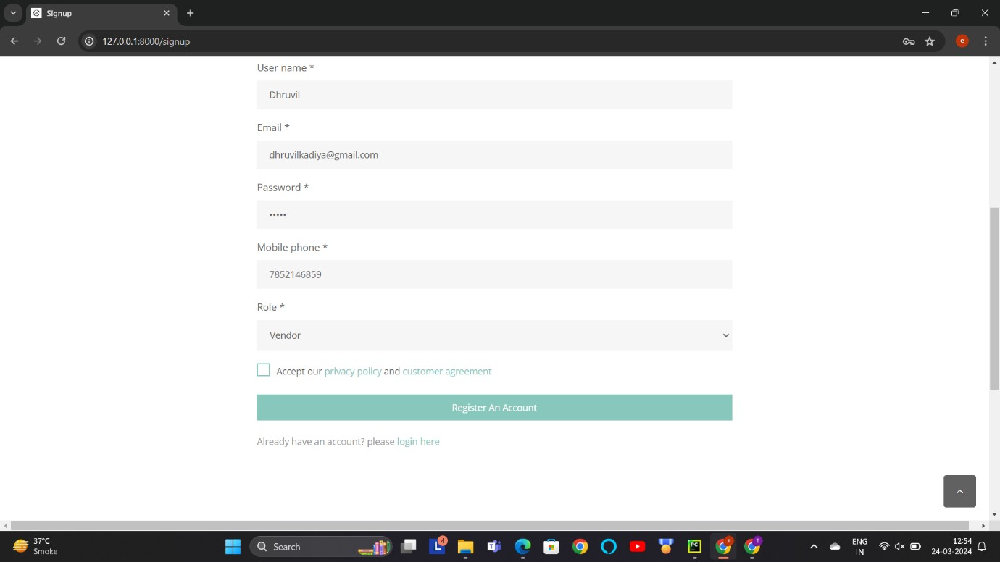 Signup
127.0.0.1:8000/signup
e
User name *
Dhruvil
Email *
dhruvilkadiya@gmail.com
Password *
•••••
Mobile phone *
7852146859
Role *
Vendor
Accept our privacy policy and customer agreement
Register An Account
Already have an account? please login here
37°C
Smoke
Search
L
4
PC
e
T
ENG
IN
12:54
24-03-2024